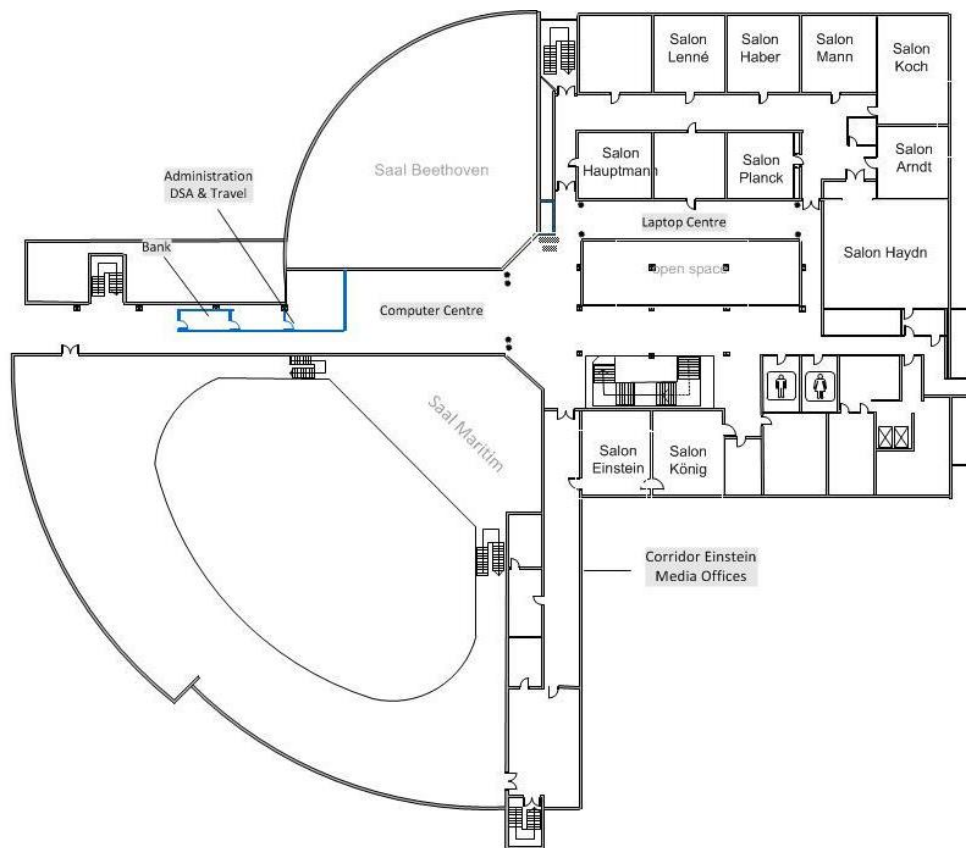 Salon
Lenné
Salon
Haber
Salon
Mann
Salon
Koch
Saal Beethoven
Salon
Hauptmann
Salon
Planck
Salon
Arndt
Administration
DSA & Travel
Bank
Laptop Centre
Salon Haydn
open space
Computer Centre
Saal Maritim
Salon
Einstein
Salon
König
Corridor Einstein
Media Offices